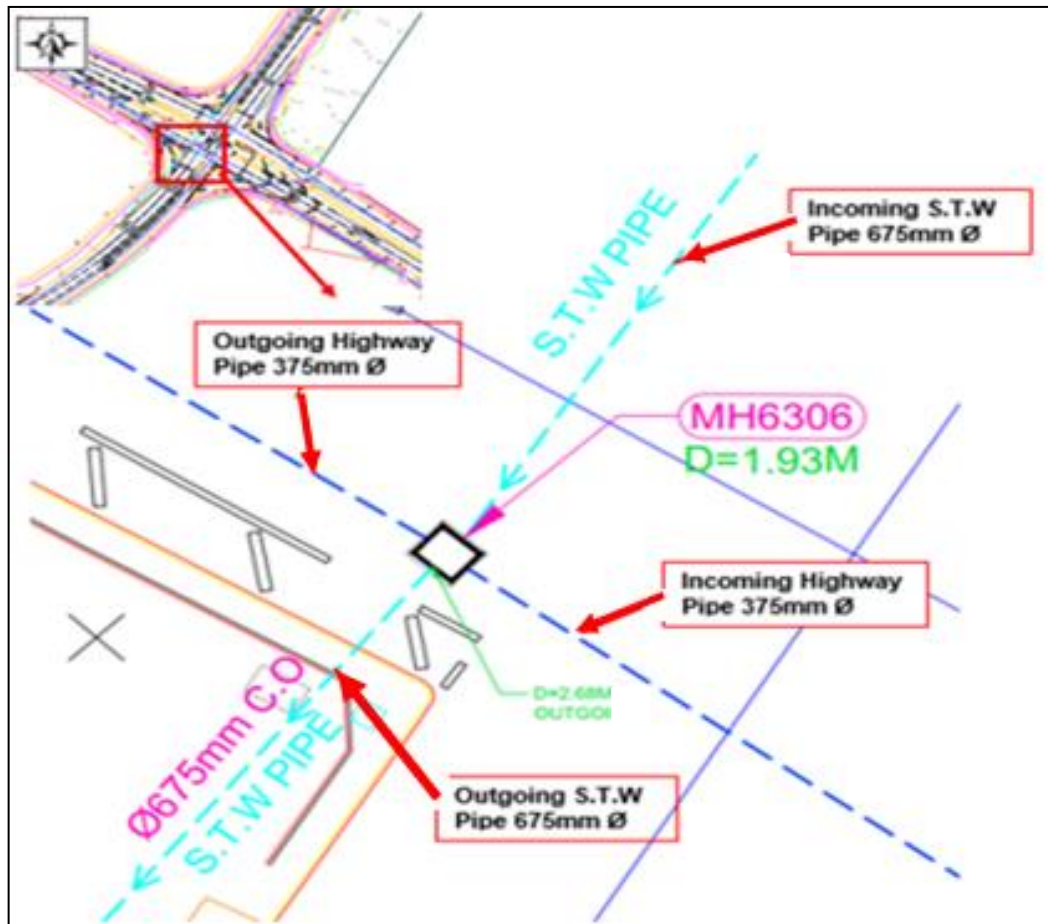 Incoming S.T.W
Pipe 675mm Ø
S.T.W PIPE
Outgoing Highway
Pipe 375mm Ø
MH6306
D=1.93M
Incoming Highway
Pipe 375mm Ø
D=2.68M
OUTGOI
Ø675mm C.O
S.T.W PIPE
Outgoing S.T.W
Pipe 675mm Ø